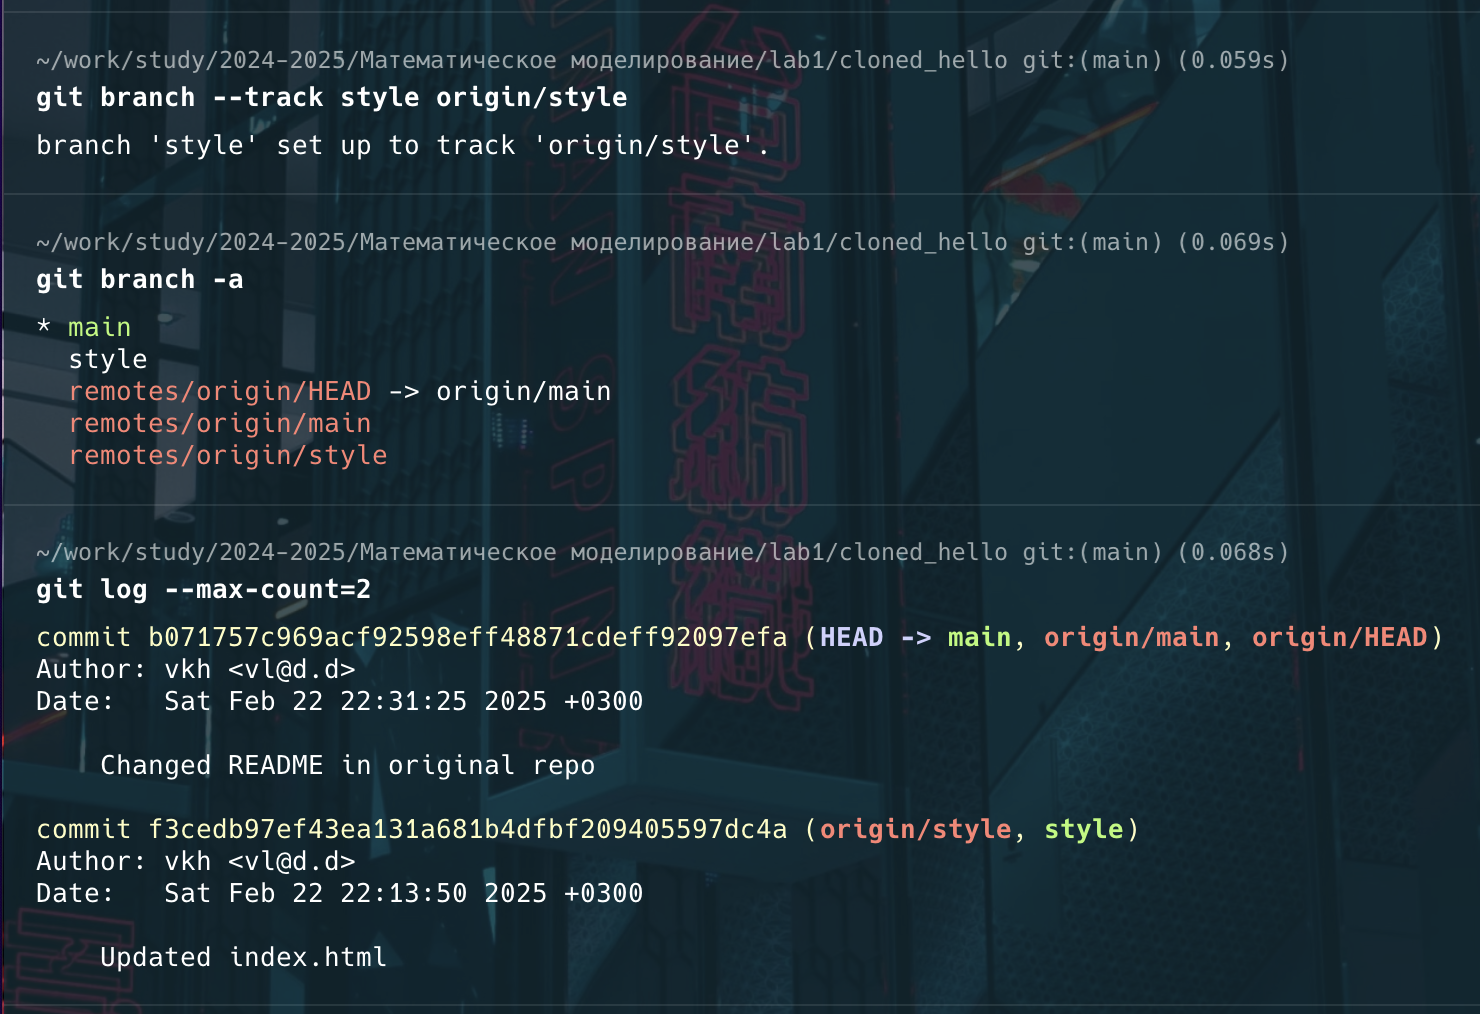 ~/work/study/2024-2025/Математическое моделирование/lab1/cloned_hello git:(main) (0.059s)
git branch --track style origin/style
branch 'style' set up to track 'origin/style'.
~/work/study/2024-2025/Математическое моделирование/lab1/cloned_hello git:(main) (0.069s)
git branch -a
* main
  style
  remotes/origin/HEAD -> origin/main
  remotes/origin/main
  remotes/origin/style
~/work/study/2024-2025/Математическое моделирование/lab1/cloned_hello git:(main) (0.068s)
git log --max-count=2
commit b071757c969acf92598eff48871cdeff92097efa (HEAD -> main, origin/main, origin/HEAD)
Author: vkh <vl@d.d>
Date:   Sat Feb 22 22:31:25 2025 +0300
    Changed README in original repo
commit f3cedb97ef43ea131a681b4dfbf209405597dc4a (origin/style, style)
Author: vkh <vl@d.d>
Date:   Sat Feb 22 22:13:50 2025 +0300
    Updated index.html